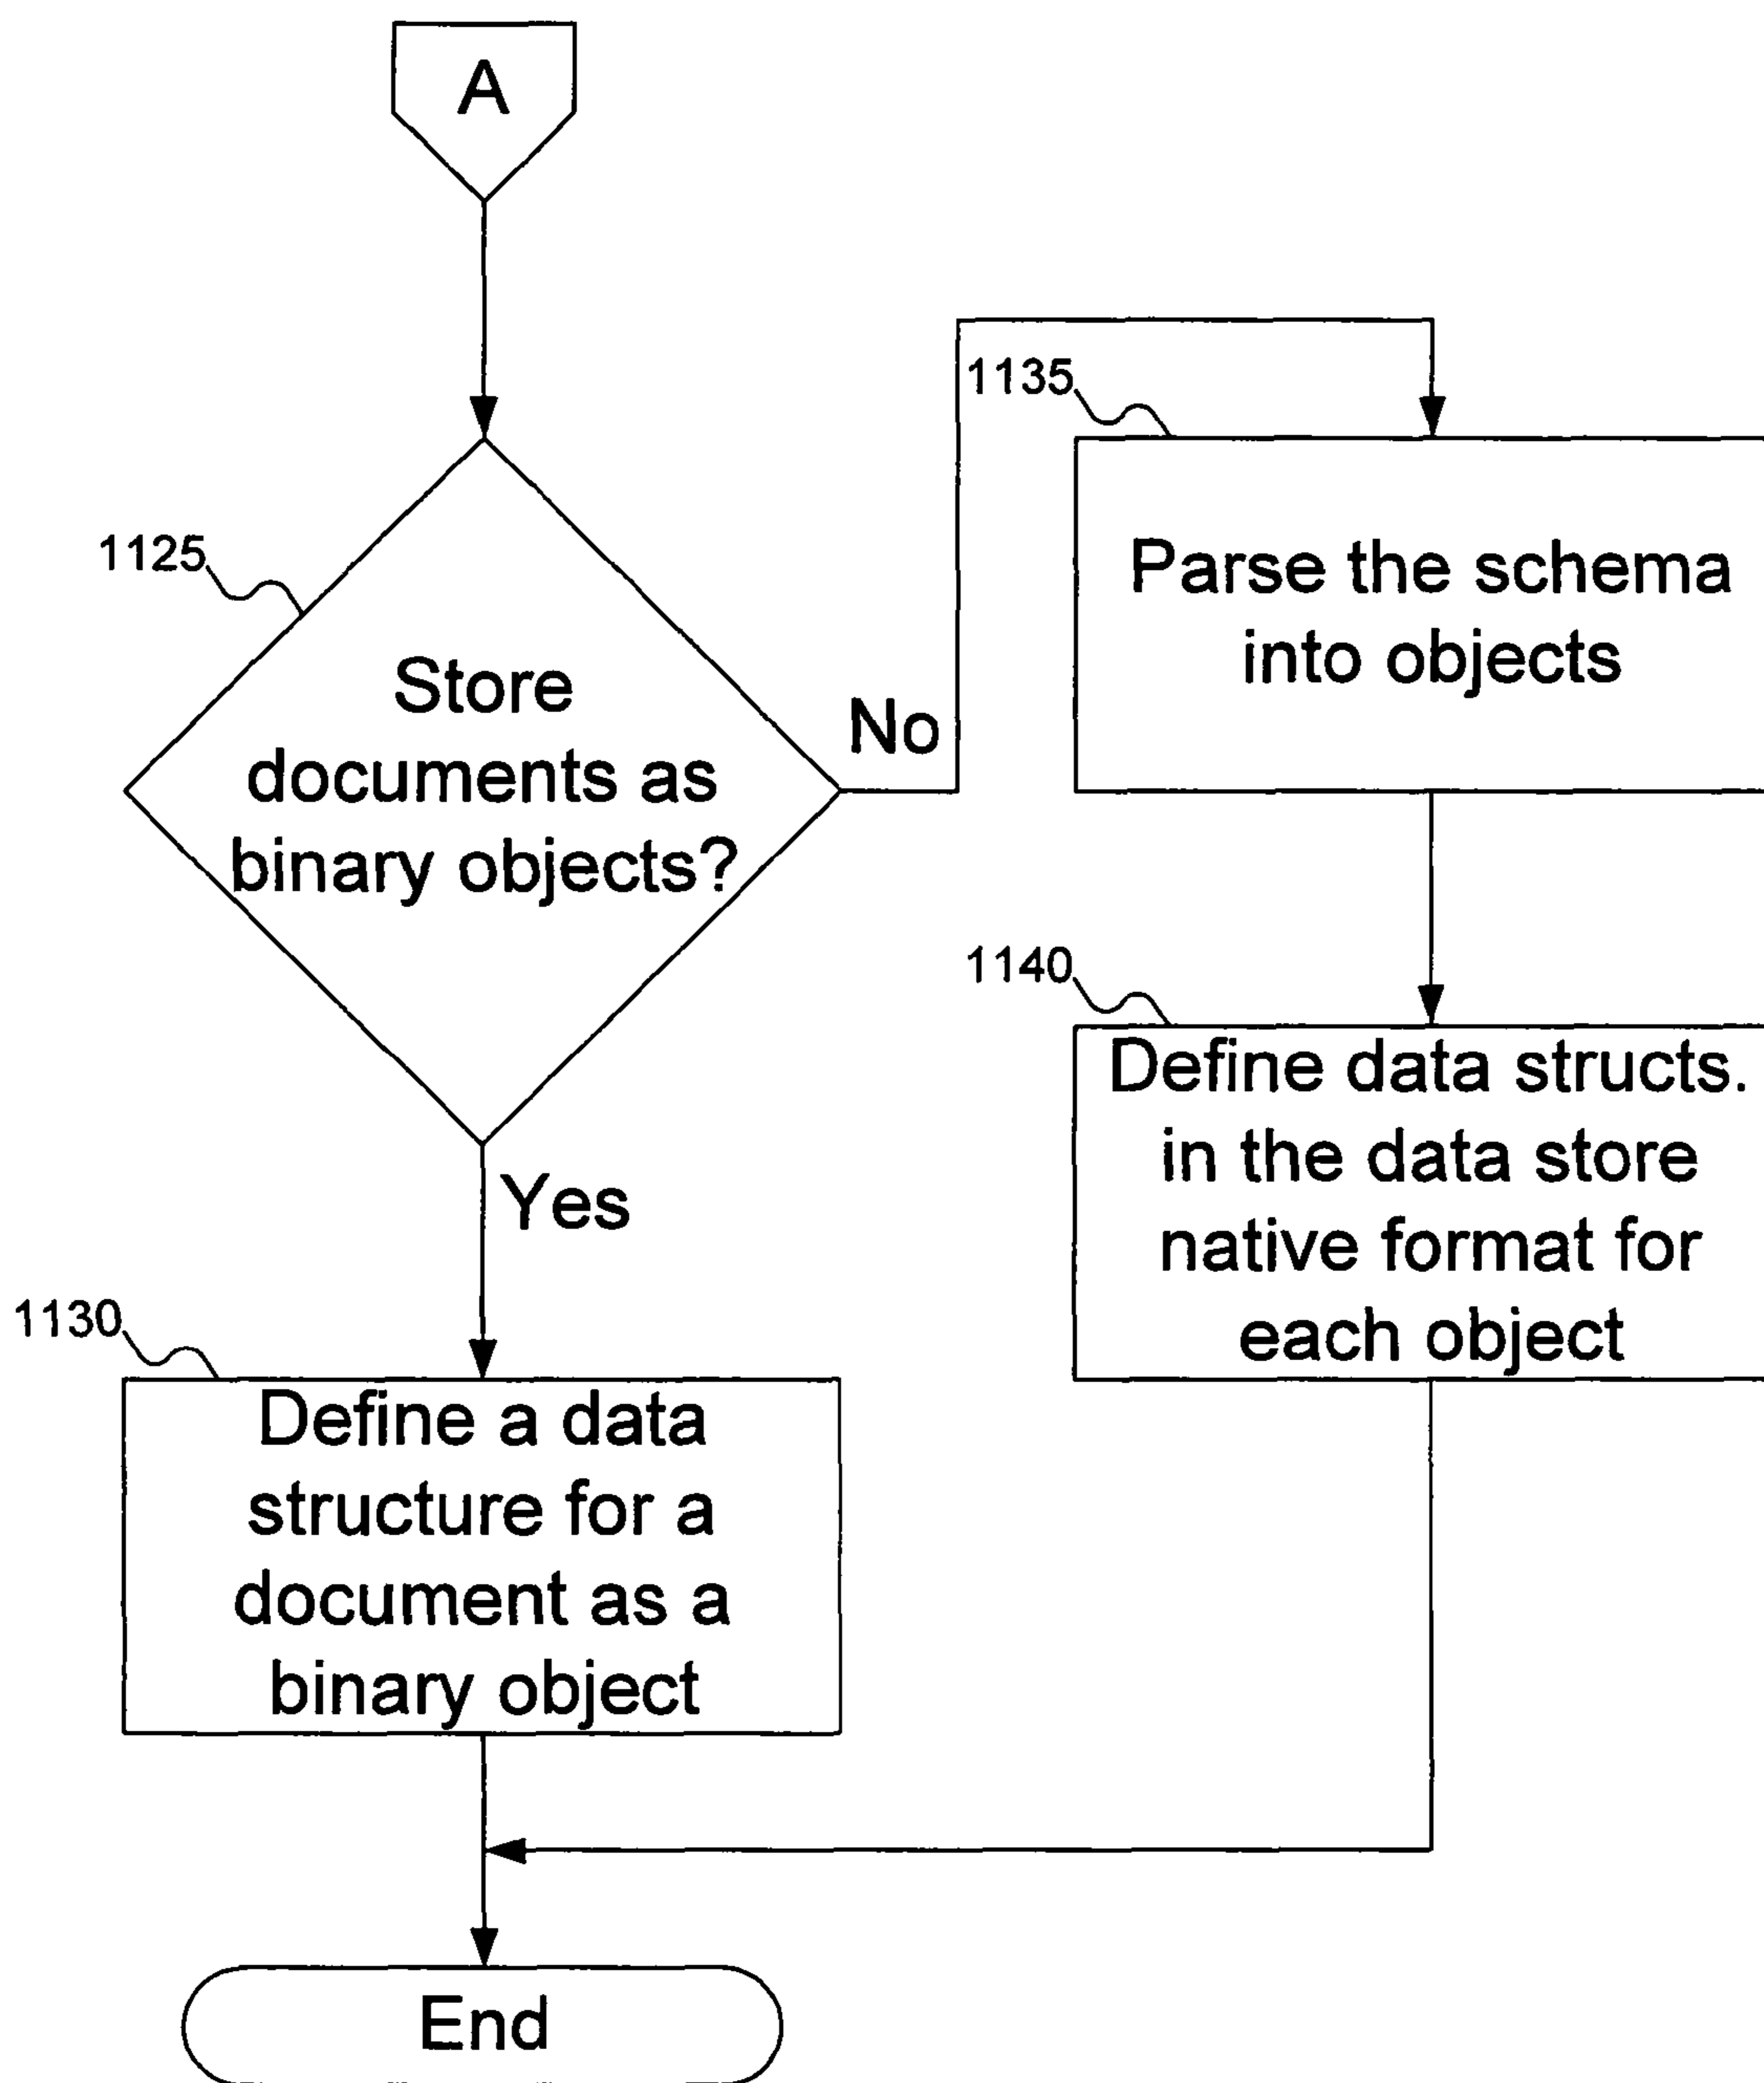 A
1125
Store
documents as
binary objects?
No
Yes
1130
Define a data
structure for a
document as a
binary object
1135
Parse the schema
into objects
1140
Define data structs.
in the data store
native format for
each object
End